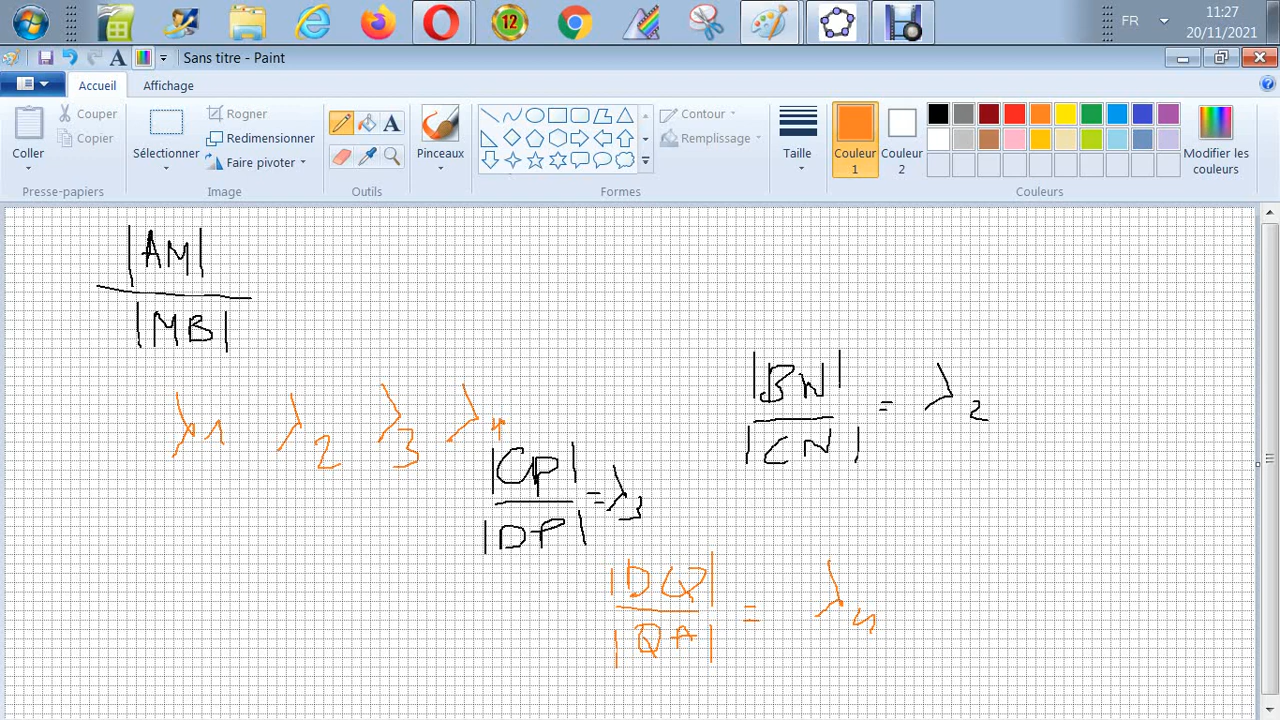 12
FR
11:27
20/11/2021
Sans titre - Paint
Accueil Affichage
Coller
Couper
Copier
Presse-papiers
Sélectionner
Rogner
Redimensionner
Faire pivoter
Image
Outils
Pinceaux
Contour
Remplissage
Formes
Taille
Couleur 1
Couleur 2
Modifier les couleurs
Couleurs
|AM|
|MB|
λ1 λ2 λ3 λ4
|BN|
|CN|
= λ2
|CP|
|DP|
= λ3
|DQ|
|QA|
= λ4